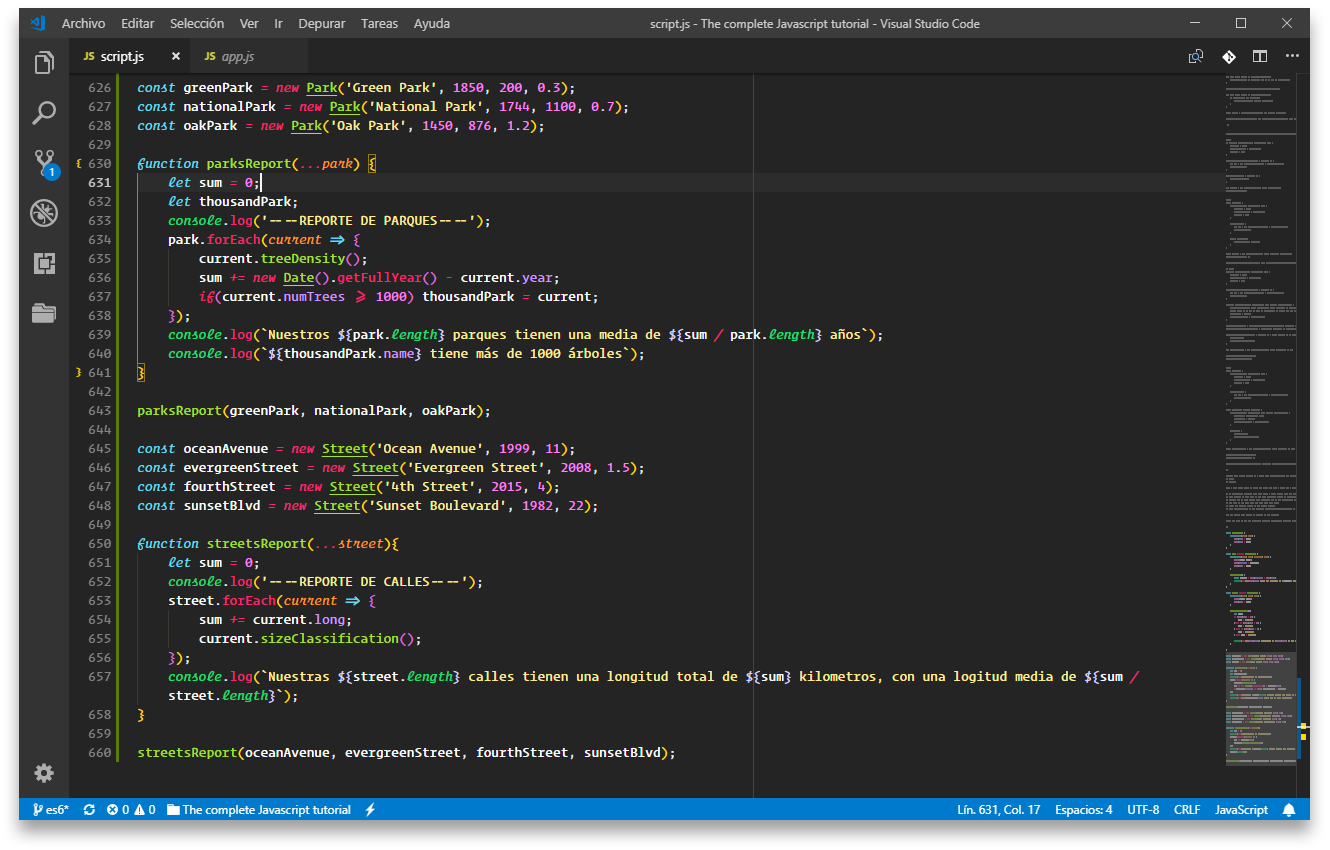 Archivo Editar Selección Ver Ir Depurar Tareas Ayuda script.js - The complete Javascript tutorial - Visual Studio Code
JS script.js × JS app.js
626 const greenPark = new Park('Green Park', 1850, 200, 0.3);
627 const nationalPark = new Park('National Park', 1744, 1100, 0.7);
628 const oakPark = new Park('Oak Park', 1450, 876, 1.2);
629
{ 630 function parksReport(...park) {
631 let sum = 0;
632 let thousandPark;
633 console.log('----REPORTE DE PARQUES----');
634 park.forEach(current => {
635 current.treeDensity();
636 sum += new Date().getFullYear() - current.year;
637 if(current.numTrees >= 1000) thousandPark = current;
638 });
639 console.log(`Nuestros ${park.length} parques tienen una media de ${sum / park.length} años`);
640 console.log(`${thousandPark.name} tiene más de 1000 árboles`);
} 641 }
642
643 parksReport(greenPark, nationalPark, oakPark);
644
645 const oceanAvenue = new Street('Ocean Avenue', 1999, 11);
646 const evergreenStreet = new Street('Evergreen Street', 2008, 1.5);
647 const fourthStreet = new Street('4th Street', 2015, 4);
648 const sunsetBlvd = new Street('Sunset Boulevard', 1982, 22);
649
650 function streetsReport(...street){
651 let sum = 0;
652 console.log('----REPORTE DE CALLES----');
653 street.forEach(current => {
654 sum += current.long;
655 current.sizeClassification();
656 });
657 console.log(`Nuestras ${street.length} calles tienen una longitud total de ${sum} kilometros, con una logitud media de ${sum /
street.length}`);
658 }
659
660 streetsReport(oceanAvenue, evergreenStreet, fourthStreet, sunsetBlvd);
1
es6* 0 0 The complete Javascript tutorial Lín. 631, Col. 17 Espacios: 4 UTF-8 CRLF JavaScript